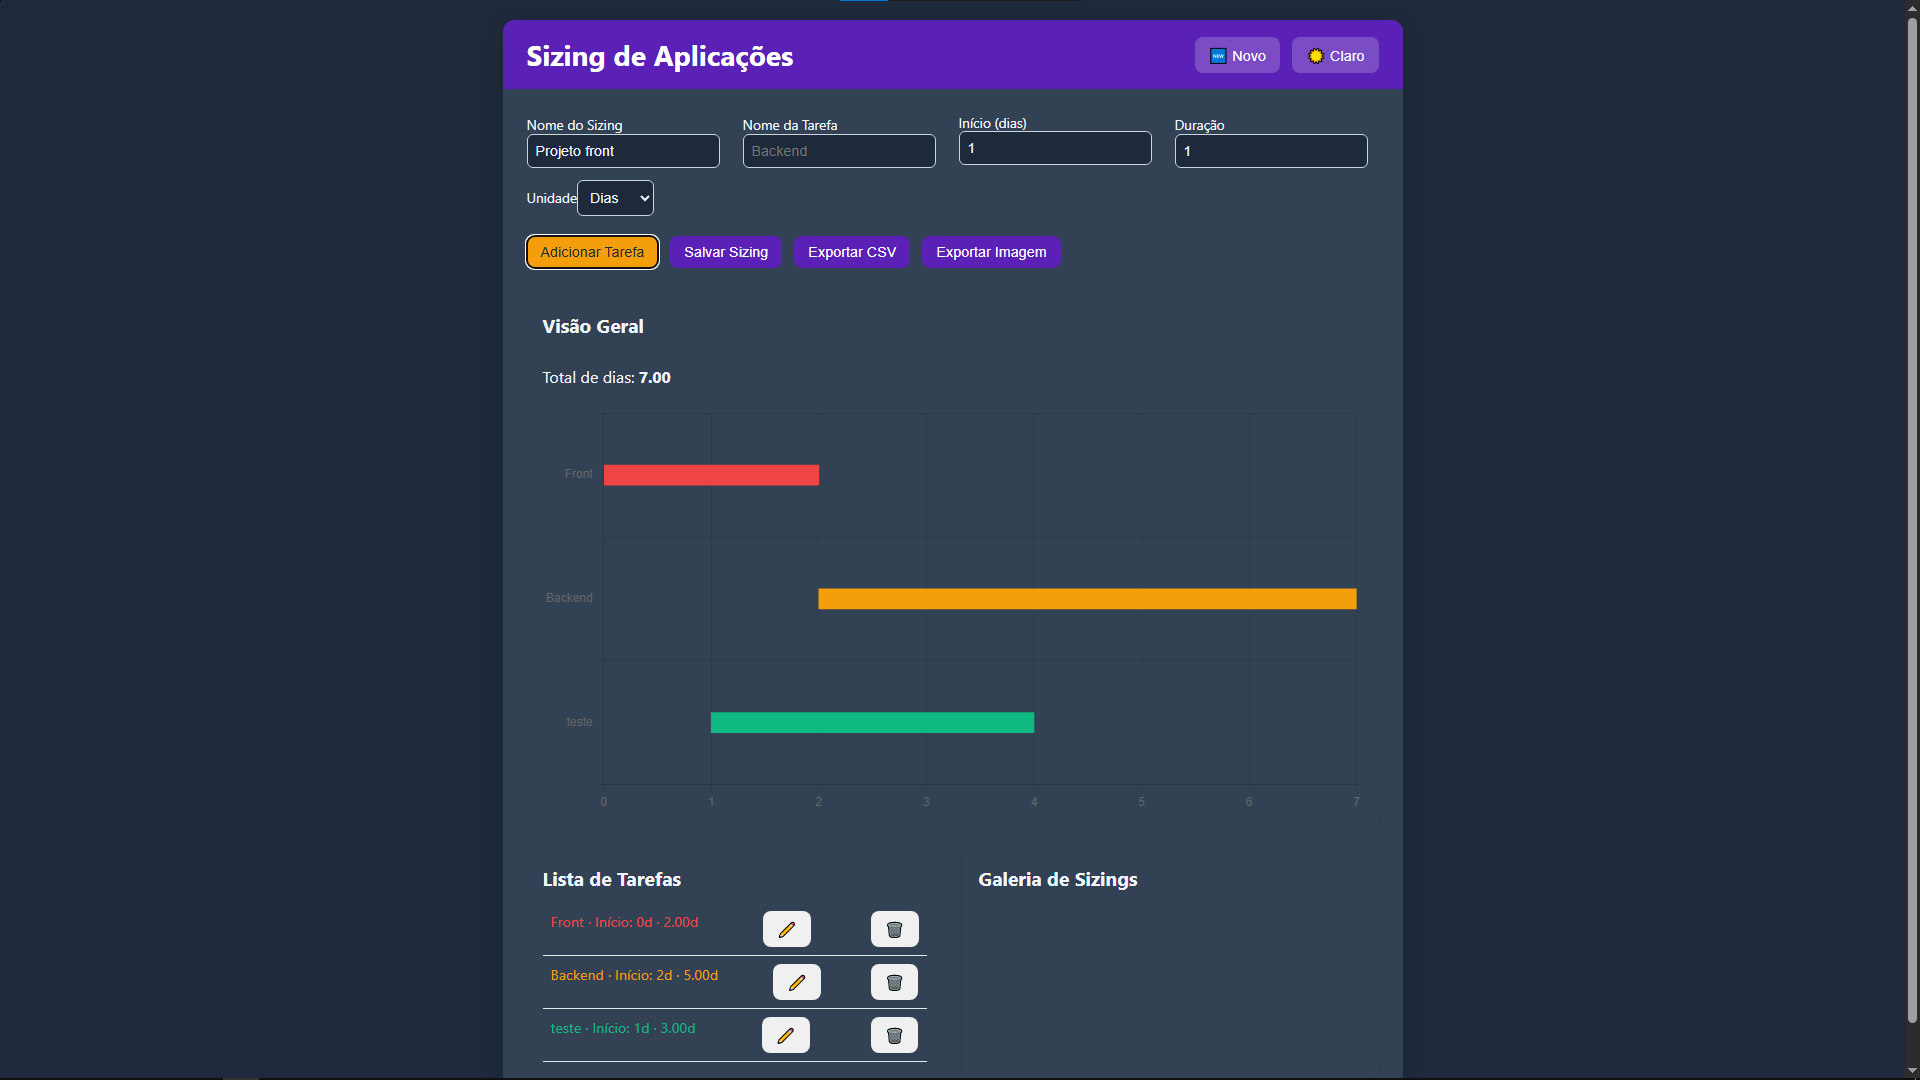 Sizing de Aplicações
NEW Novo
Claro
Nome do Sizing
Nome da Tarefa
Início (dias)
Duração
Projeto front
Backend
1
1
Unidade
Dias
Adicionar Tarefa
Salvar Sizing
Exportar CSV
Exportar Imagem
Visão Geral
Total de dias: 7.00
Front
Backend
teste
0 1 2 3 4 5 6 7
Lista de Tarefas
Front · Início: 0d · 2.00d
Backend · Início: 2d · 5.00d
teste · Início: 1d · 3.00d
Galeria de Sizings